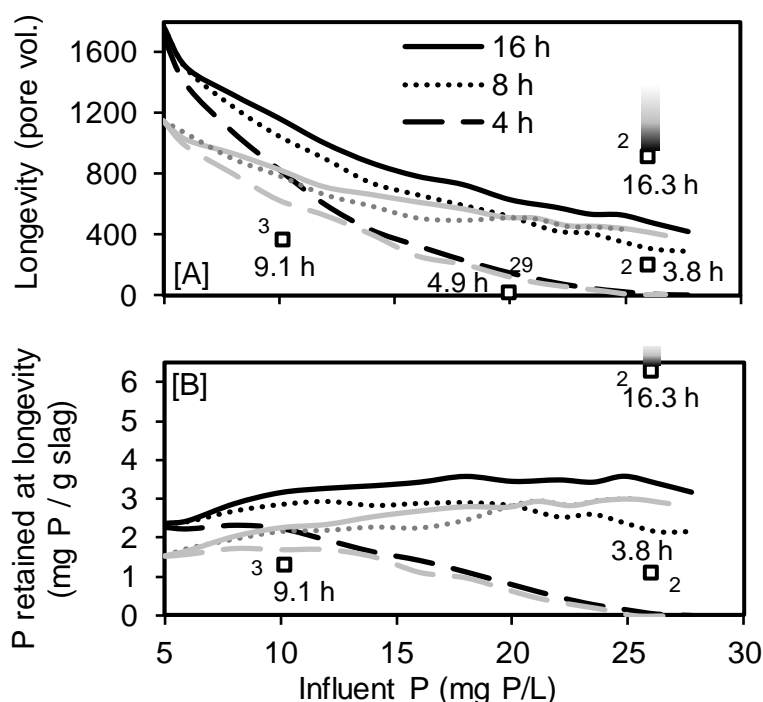 Longevity (pore vol.)
1600
1200
800
400
0
16 h
8 h
4 h
2
16.3 h
3
9.1 h
29
4.9 h
2
3.8 h
[A]
P retained at longevity
(mg P / g slag)
6
5
4
3
2
1
0
[B]
2
16.3 h
3
9.1 h
3.8 h
2
5
10
15
20
25
30
Influent P (mg P/L)